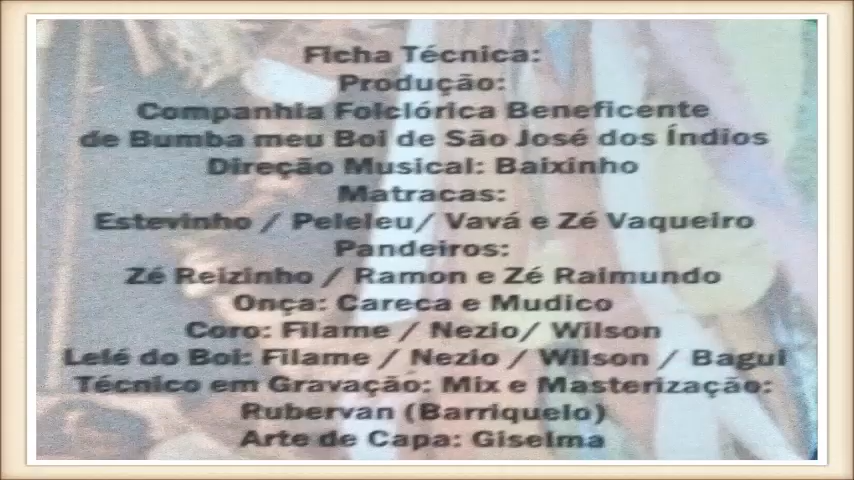 Ficha Técnica:
Produção:
Companhia Folclórica Beneficente
de Bumba meu Boi de São José dos Índios
Direção Musical: Baixinho
Matracas:
Estevinho / Peleleu/ Vavá e Zé Vaqueiro
Pandeiros:
Zé Reizinho / Ramon e Zé Raimundo
Onça: Careca e Mudico
Coro: Filame / Nezio/ Wilson
Lelé do Boi: Filame / Nezio / Wilson / Bagui
Técnico em Gravação: Mix e Masterização:
Rubervan (Barriquelo)
Arte de Capa: Giselma